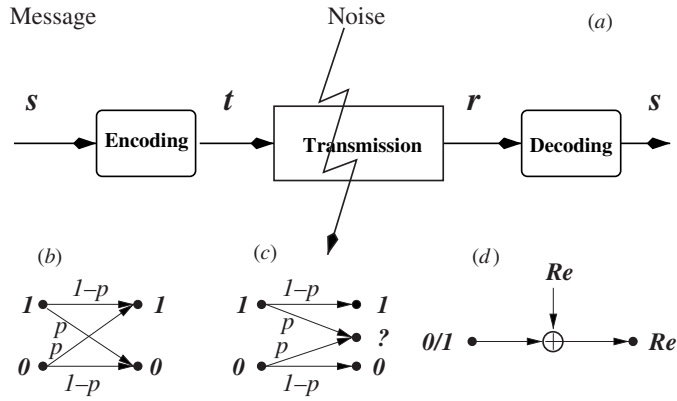 Message
Noise
(a)
s
t
r
s
Encoding
Transmission
Decoding
(b)
1
1–p
1
p
p
0
1–p
0
(c)
1
1–p
1
p
?
p
0
1–p
0
(d)
Re
0/1
Re